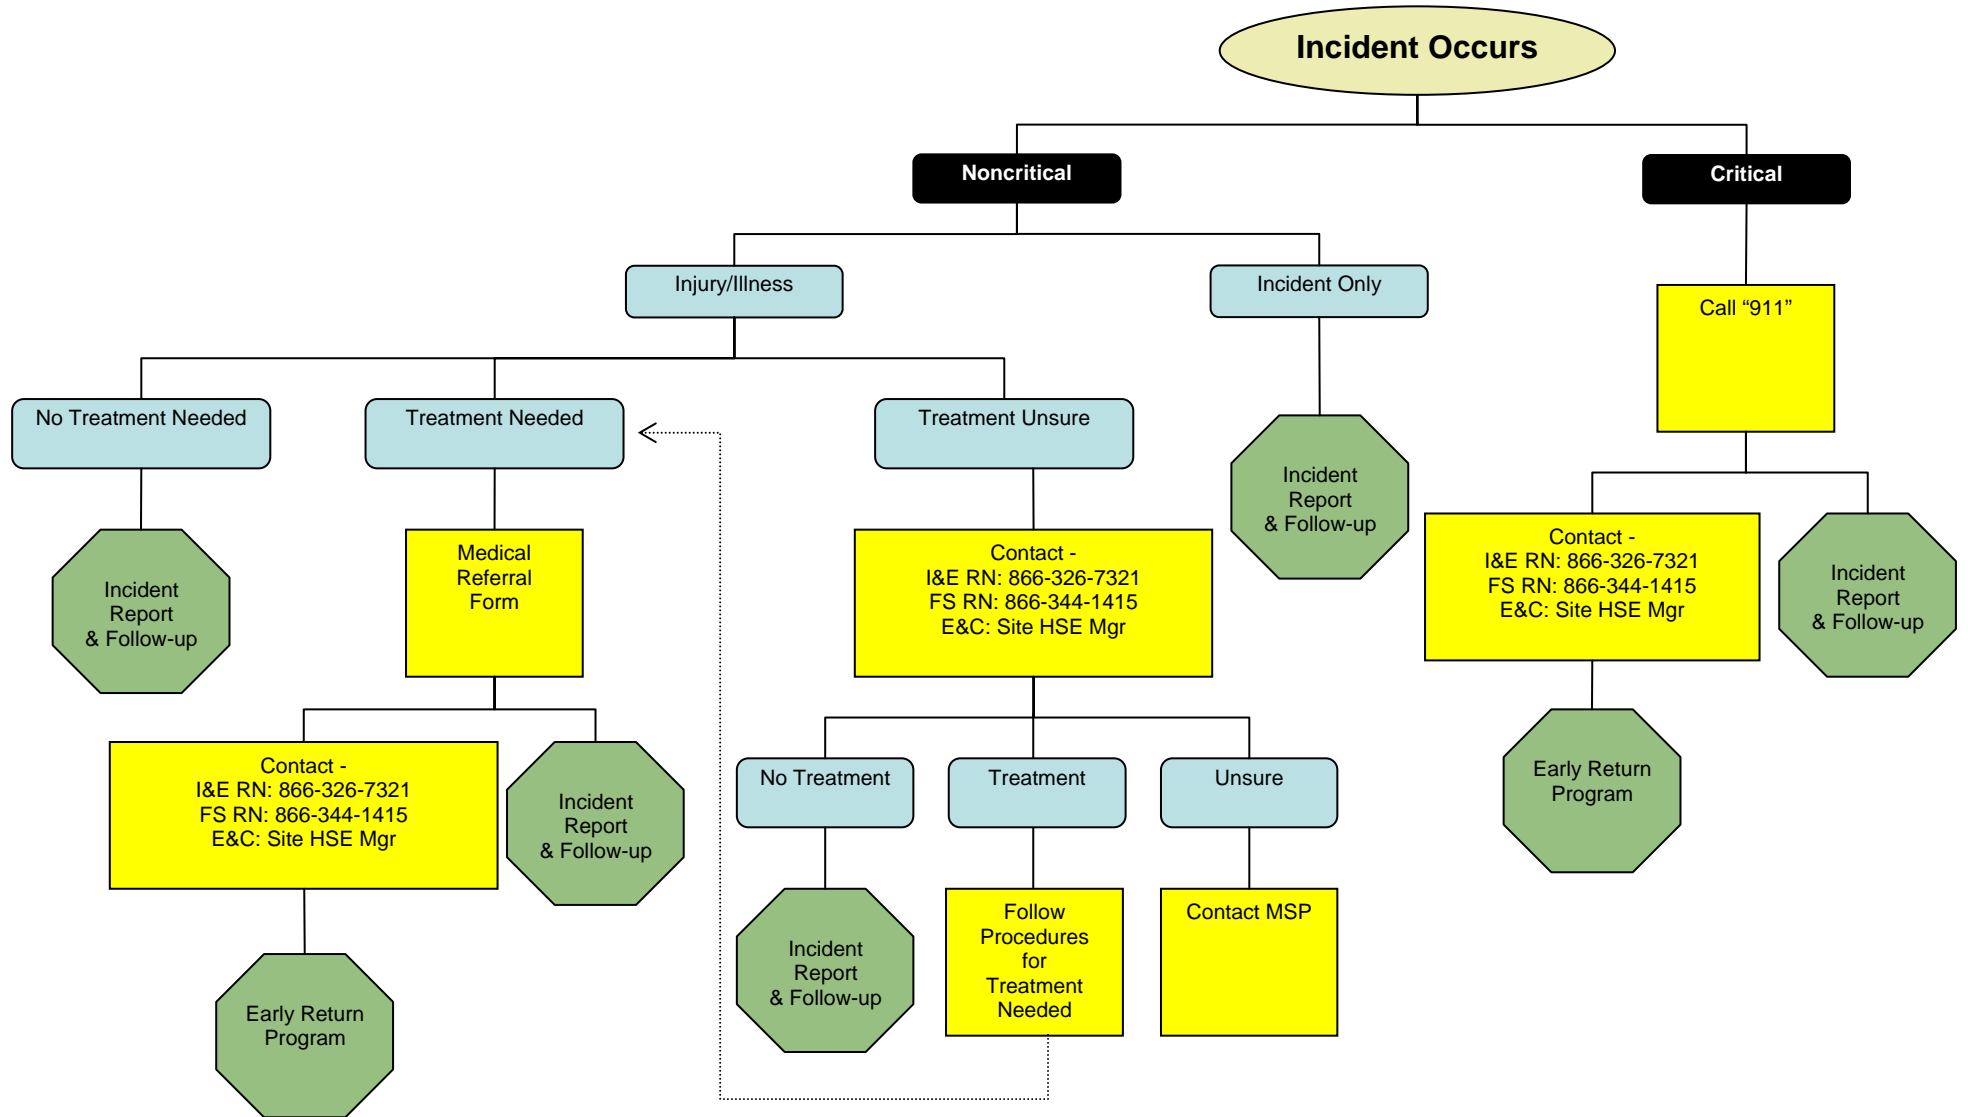 Incident Occurs
Noncritical
Critical
Injury/Illness
Incident Only
Call “911”
No Treatment Needed
Treatment Needed
Treatment Unsure
Incident
Report
& Follow-up
Contact -
I&E RN: 866-326-7321
FS RN: 866-344-1415
E&C: Site HSE Mgr
Incident
Report
& Follow-up
Incident
Report
& Follow-up
Medical
Referral
Form
Contact -
I&E RN: 866-326-7321
FS RN: 866-344-1415
E&C: Site HSE Mgr
Contact -
I&E RN: 866-326-7321
FS RN: 866-344-1415
E&C: Site HSE Mgr
Incident
Report
& Follow-up
No Treatment
Treatment
Unsure
Early Return
Program
Incident
Report
& Follow-up
Follow
Procedures
for
Treatment
Needed
Contact MSP
Early Return
Program